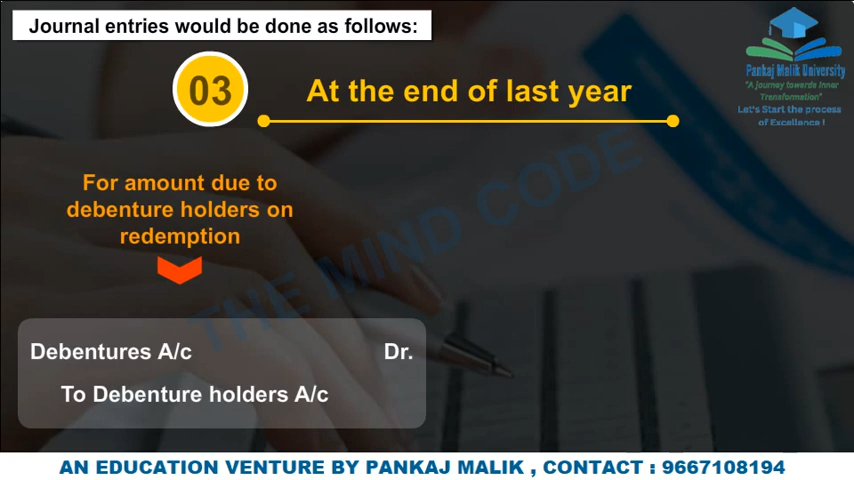 Journal entries would be done as follows:
03
At the end of last year
Pankaj Malik University
"A journey towards Inner
Transformation"
Let's Start the process
of Excellence !
For amount due to
debenture holders on
redemption
THE MIND CODE
Debentures A/c Dr.
To Debenture holders A/c
AN EDUCATION VENTURE BY PANKAJ MALIK , CONTACT : 9667108194